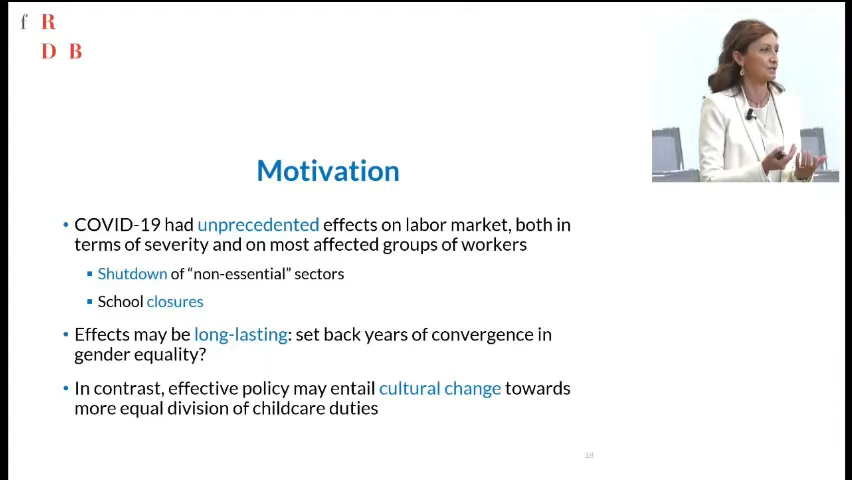 f R
D B
Motivation
• COVID-19 had unprecedented effects on labor market, both in
terms of severity and on most affected groups of workers
▪ Shutdown of “non-essential” sectors
▪ School closures
• Effects may be long-lasting: set back years of convergence in
gender equality?
• In contrast, effective policy may entail cultural change towards
more equal division of childcare duties